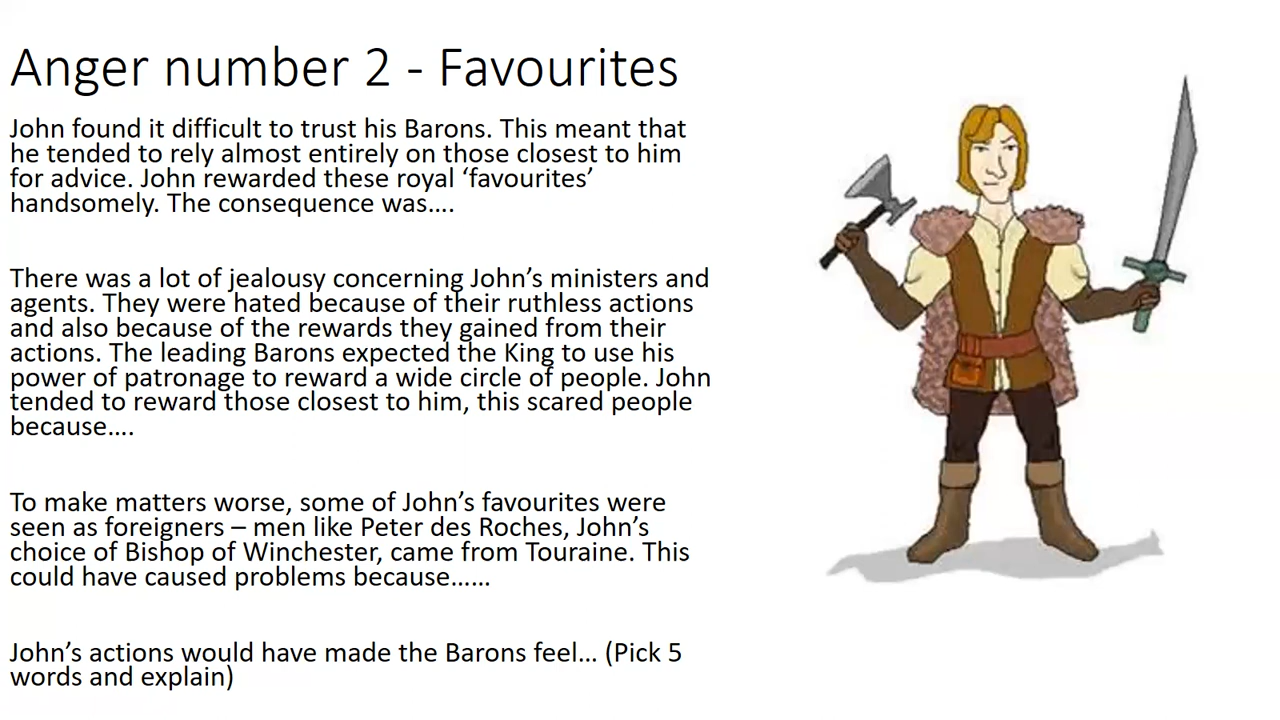 Anger number 2 - Favourites
John found it difficult to trust his Barons. This meant that
he tended to rely almost entirely on those closest to him
for advice. John rewarded these royal ‘favourites’
handsomely. The consequence was….
There was a lot of jealousy concerning John’s ministers and
agents. They were hated because of their ruthless actions
and also because of the rewards they gained from their
actions. The leading Barons expected the King to use his
power of patronage to reward a wide circle of people. John
tended to reward those closest to him, this scared people
because….
To make matters worse, some of John’s favourites were
seen as foreigners – men like Peter des Roches, John’s
choice of Bishop of Winchester, came from Touraine. This
could have caused problems because……
John’s actions would have made the Barons feel… (Pick 5
words and explain)